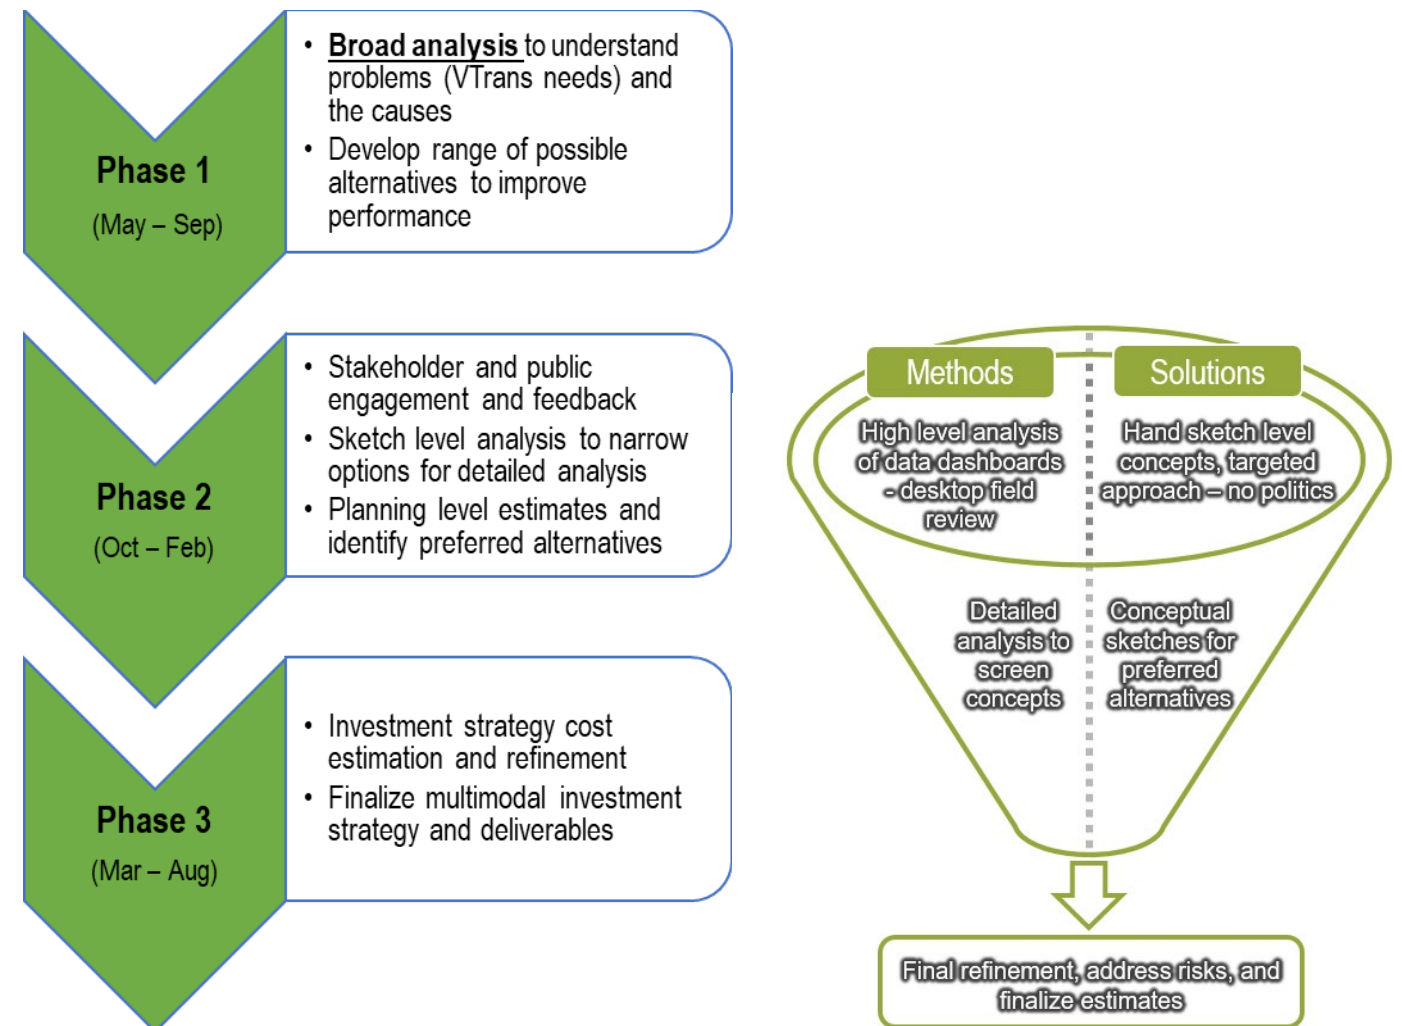 Phase 1
(May – Sep)
• Broad analysis to understand
problems (VTrans needs) and
the causes
• Develop range of possible
alternatives to improve
performance
Phase 2
(Oct – Feb)
• Stakeholder and public
engagement and feedback
• Sketch level analysis to narrow
options for detailed analysis
• Planning level estimates and
identify preferred alternatives
Phase 3
(Mar – Aug)
• Investment strategy cost
estimation and refinement
• Finalize multimodal investment
strategy and deliverables
Methods
High level analysis
of data dashboards
- desktop field
review
Solutions
Hand sketch level
concepts, targeted
approach – no politics
Detailed
analysis to
screen
concepts
Conceptual
sketches for
preferred
alternatives
Final refinement, address risks, and
finalize estimates